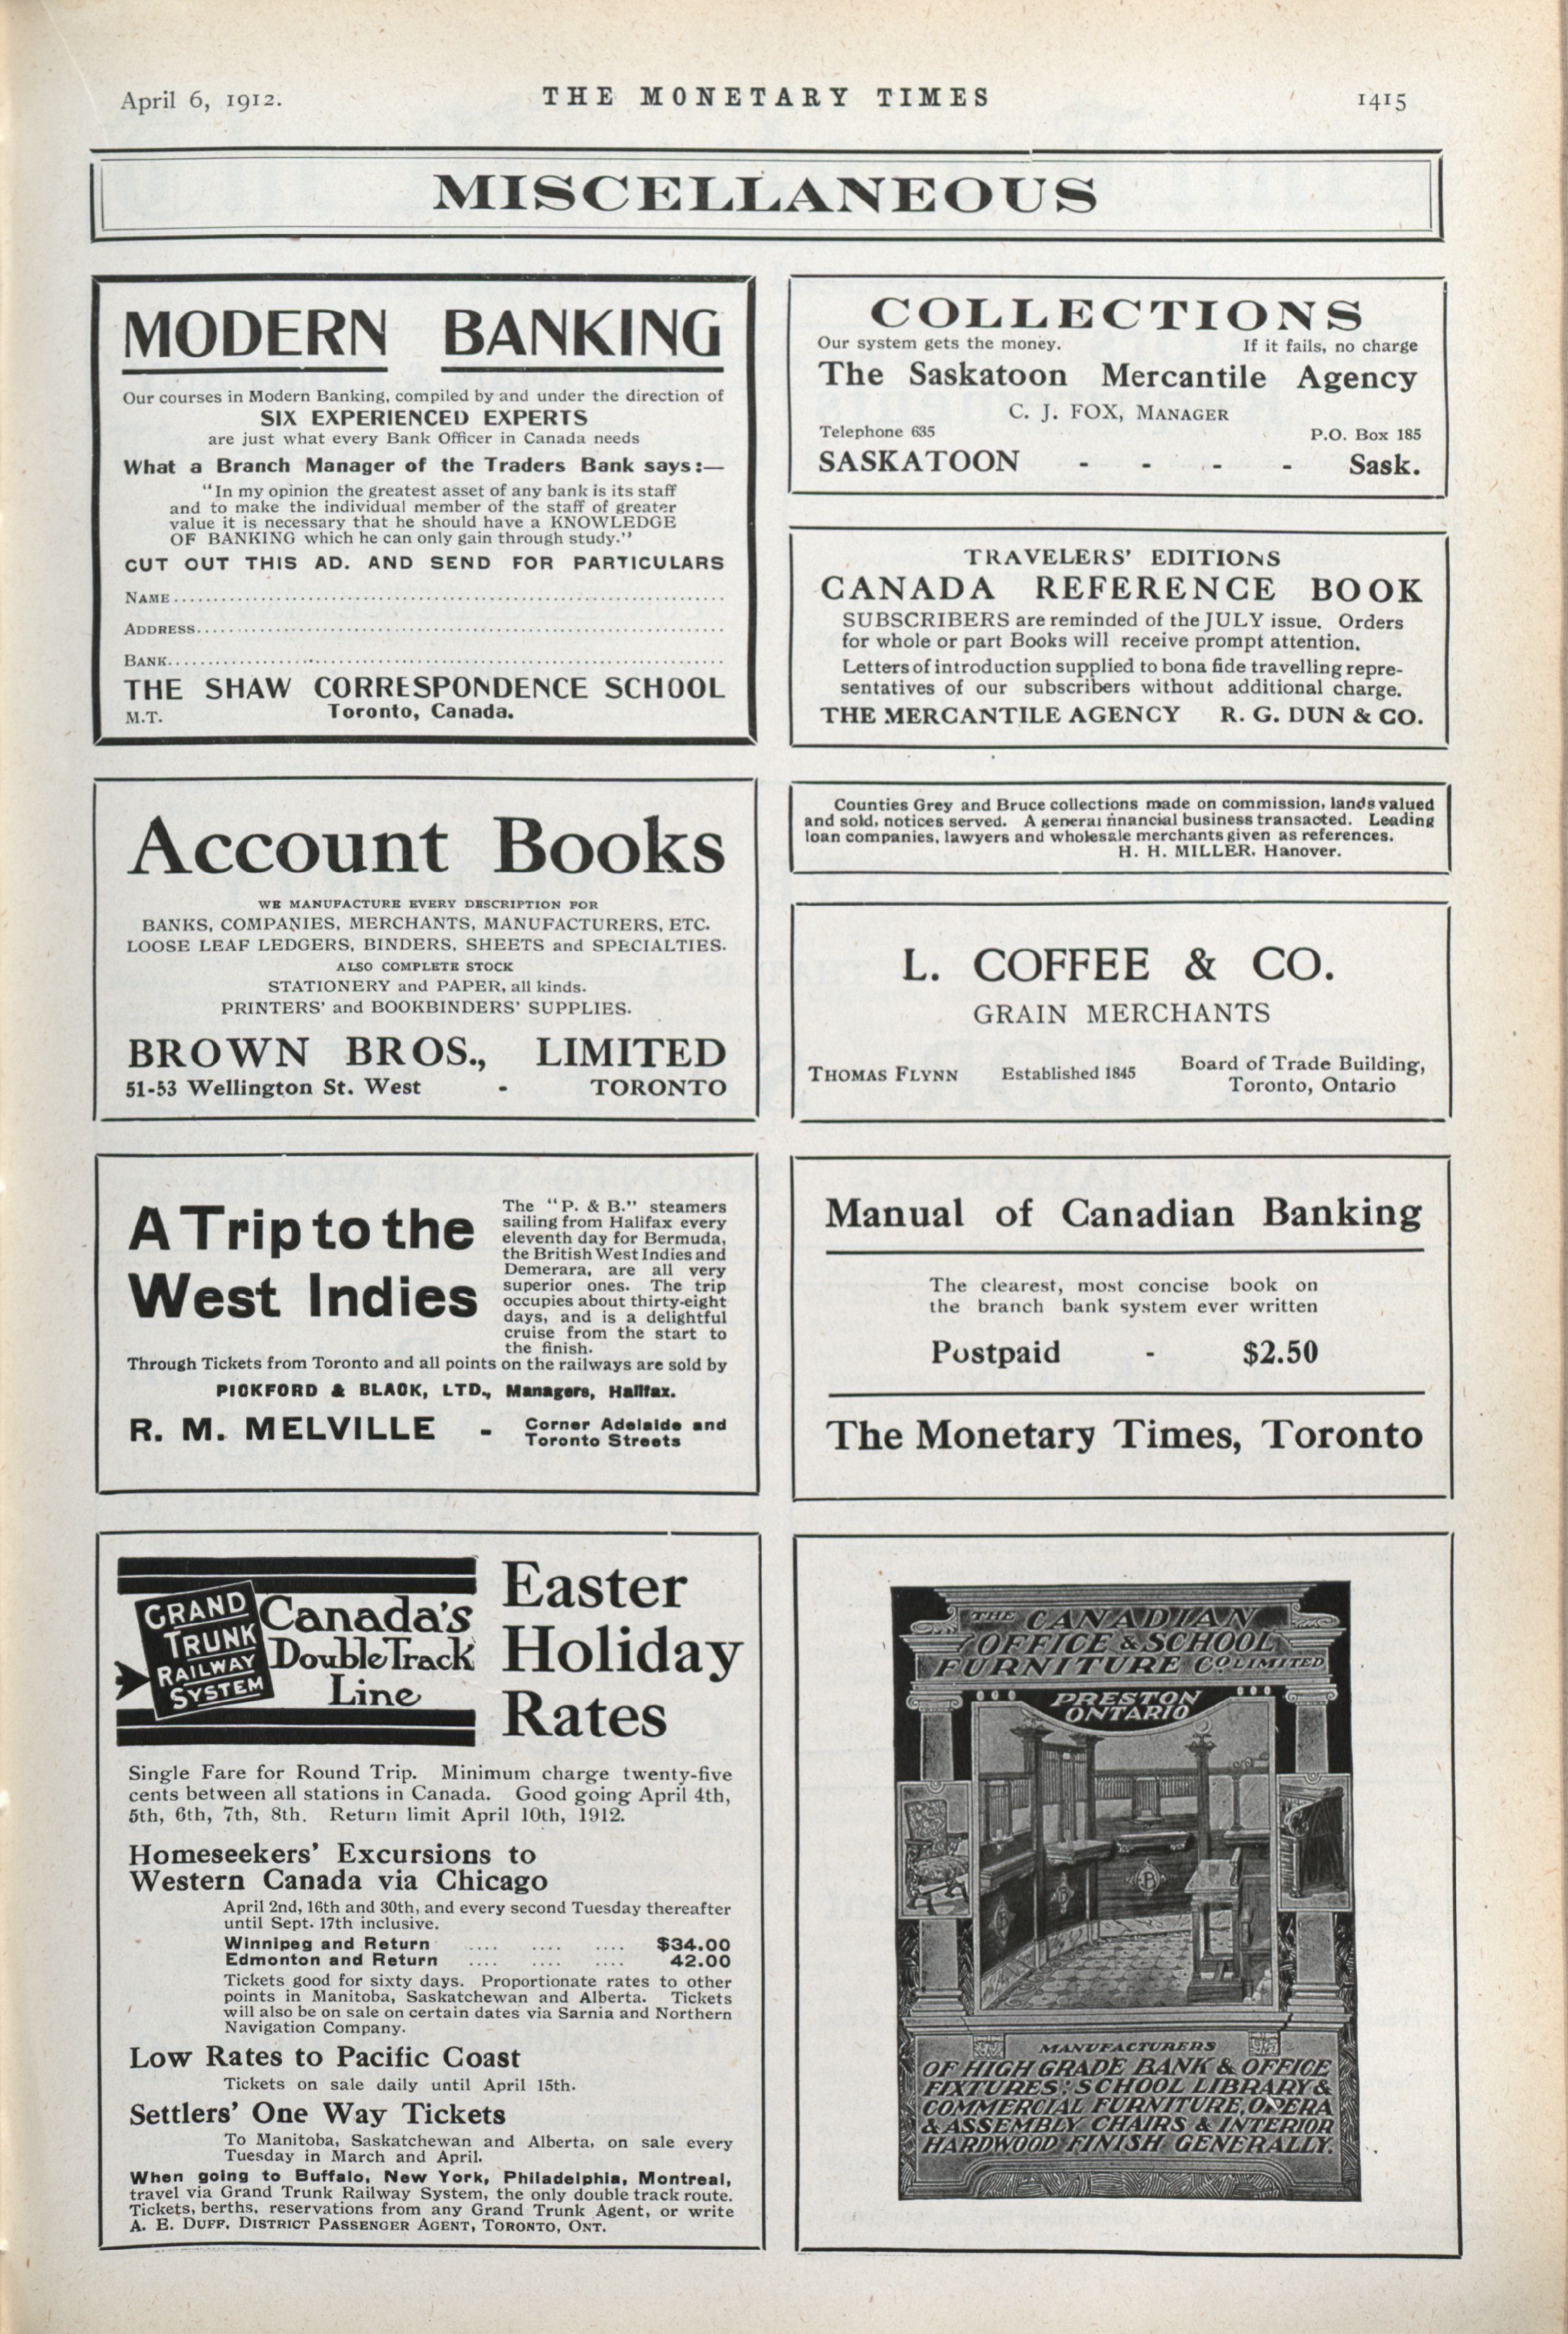 April 6, 1912.
THE MONETARY TIMES
1415
MISCELLANEOUS
MODERN BANKING
Our courses in Modern Banking, compiled by and under the direction of
SIX EXPERIENCED EXPERTS
are just what every Bank Officer in Canada needs
What a Branch Manager of the Traders Bank says:—
"In my opinion the greatest asset of any bank is its staff
and to make the individual member of the staff of greater
value it is necessary that he should have a KNOWLEDGE
OF BANKING which he can only gain through study."
CUT OUT THIS AD. AND SEND FOR PARTICULARS
NAME
ADDRESS
BANK
THE SHAW CORRESPONDENCE SCHOOL
M.T. Toronto, Canada.
Account Books
WE MANUFACTURE EVERY DESCRIPTION FOR
BANKS, COMPANIES, MERCHANTS, MANUFACTURERS, ETC.
LOOSE LEAF LEDGERS, BINDERS, SHEETS and SPECIALTIES.
ALSO COMPLETE STOCK
STATIONERY and PAPER, all kinds.
PRINTERS' and BOOKBINDERS' SUPPLIES.
BROWN BROS., LIMITED
51-53 Wellington St. West - TORONTO
A Trip to the
West Indies
The "P. & B." steamers
sailing from Halifax every
eleventh day for Bermuda,
the British West Indies and
Demerara, are all very
superior ones. The trip
occupies about thirty-eight
days, and is a delightful
cruise from the start to
the finish.
Through Tickets from Toronto and all points on the railways are sold by
PICKFORD & BLACK, LTD., Managers, Halifax.
R. M. MELVILLE - Corner Adelaide and
Toronto Streets
GRAND
TRUNK
RAILWAY
SYSTEM
Canada's
Double Track
Line
Easter
Holiday
Rates
Single Fare for Round Trip. Minimum charge twenty-five
cents between all stations in Canada. Good going April 4th,
5th, 6th, 7th, 8th. Return limit April 10th, 1912.
Homeseekers' Excursions to
Western Canada via Chicago
April 2nd, 16th and 30th, and every second Tuesday thereafter
until Sept. 17th inclusive.
Winnipeg and Return .... .... .... $34.00
Edmonton and Return .... .... .... 42.00
Tickets good for sixty days. Proportionate rates to other
points in Manitoba, Saskatchewan and Alberta. Tickets
will also be on sale on certain dates via Sarnia and Northern
Navigation Company.
Low Rates to Pacific Coast
Tickets on sale daily until April 15th.
Settlers' One Way Tickets
To Manitoba, Saskatchewan and Alberta, on sale every
Tuesday in March and April.
When going to Buffalo, New York, Philadelphia, Montreal,
travel via Grand Trunk Railway System, the only double track route.
Tickets, berths, reservations from any Grand Trunk Agent, or write
A. E. DUFF, DISTRICT PASSENGER AGENT, TORONTO, ONT.
COLLECTIONS
Our system gets the money. If it fails, no charge
The Saskatoon Mercantile Agency
C. J. FOX, MANAGER
Telephone 635 P.O. Box 185
SASKATOON - - - - Sask.
TRAVELERS' EDITIONS
CANADA REFERENCE BOOK
SUBSCRIBERS are reminded of the JULY issue. Orders
for whole or part Books will receive prompt attention.
Letters of introduction supplied to bona fide travelling repre-
sentatives of our subscribers without additional charge.
THE MERCANTILE AGENCY R. G. DUN & CO.
Counties Grey and Bruce collections made on commission, lands valued
and sold, notices served. A general financial business transacted. Leading
loan companies, lawyers and wholesale merchants given as references.
H. H. MILLER, Hanover.
L. COFFEE & CO.
GRAIN MERCHANTS
THOMAS FLYNN Established 1845 Board of Trade Building,
Toronto, Ontario
Manual of Canadian Banking
The clearest, most concise book on
the branch bank system ever written
Postpaid - $2.50
The Monetary Times, Toronto
THE CANADIAN
OFFICE & SCHOOL
FURNITURE CO LIMITED
PRESTON
ONTARIO
MANUFACTURERS
OF HIGH GRADE BANK & OFFICE
FIXTURES; SCHOOL LIBRARY &
COMMERCIAL FURNITURE, OPERA
& ASSEMBLY CHAIRS & INTERIOR
HARDWOOD FINISH GENERALLY.